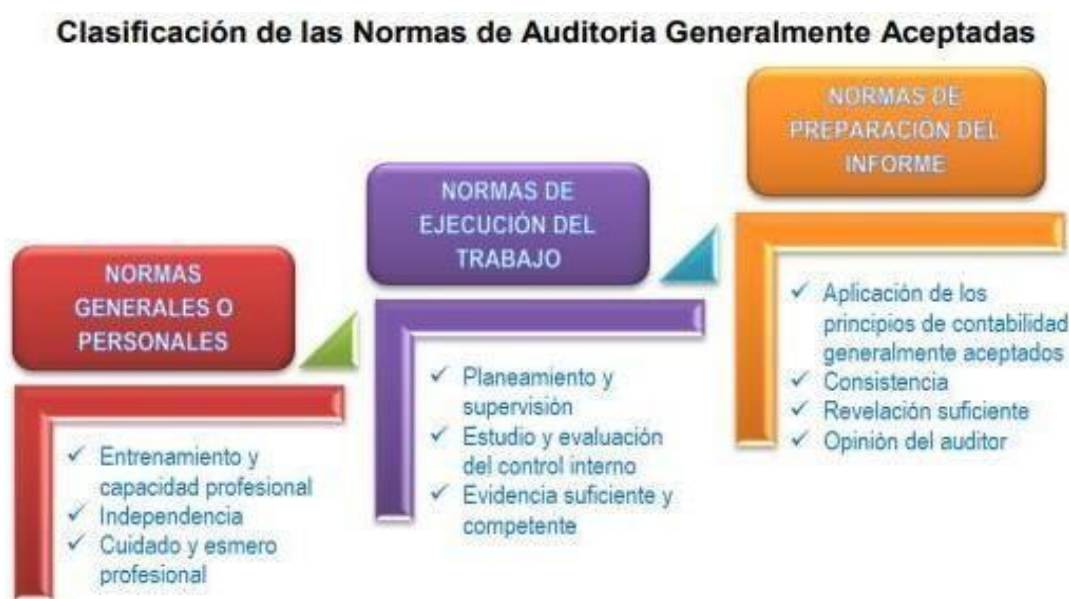 Clasificación de las Normas de Auditoria Generalmente Aceptadas
NORMAS
GENERALES O
PERSONALES
✓ Entrenamiento y
capacidad profesional
✓ Independencia
✓ Cuidado y esmero
profesional
NORMAS DE
EJECUCIÓN DEL
TRABAJO
✓ Planeamiento y
supervisión
✓ Estudio y evaluación
del control interno
✓ Evidencia suficiente y
competente
NORMAS DE
PREPARACIÓN DEL
INFORME
✓ Aplicación de los
principios de contabilidad
generalmente aceptados
✓ Consistencia
✓ Revelación suficiente
✓ Opinión del auditor